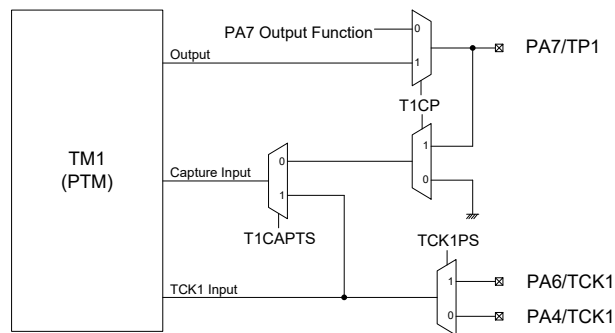 PA7 Output Function
0
1
PA7/TP1
Output
T1CP
TM1
(PTM)
Capture Input
0
1
1
0
T1CAPTS
TCK1PS
TCK1 Input
1
0
PA6/TCK1
PA4/TCK1